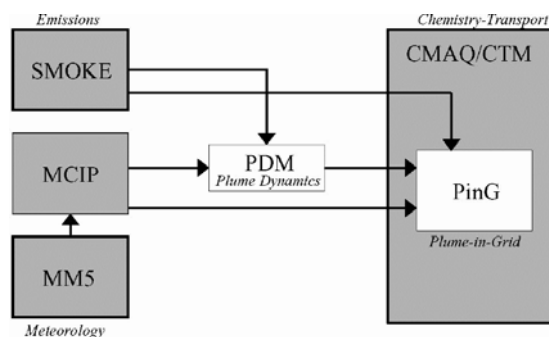 Emissions
Chemistry-Transport
SMOKE
CMAQ/CTM
MCIP
PDM
Plume Dynamics
PinG
Plume-in-Grid
MM5
Meteorology